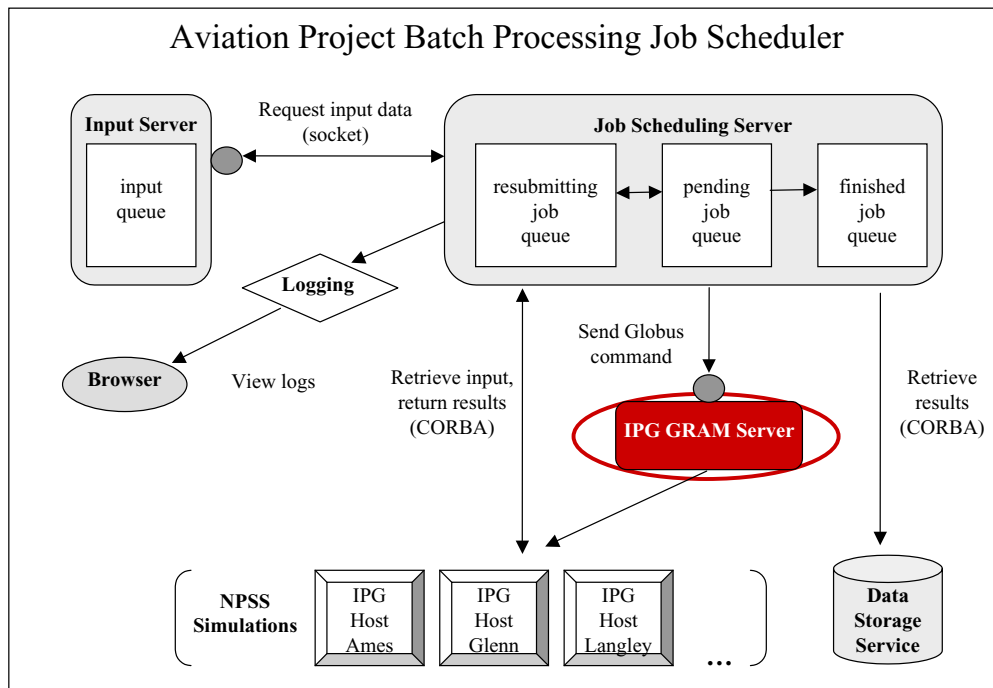 Aviation Project Batch Processing Job Scheduler
Input Server
input
queue
Request input data
(socket)
Job Scheduling Server
resubmitting
job
queue
pending
job
queue
finished
job
queue
Logging
Browser
View logs
Retrieve input,
return results
(CORBA)
Send Globus
command
IPG GRAM Server
Retrieve
results
(CORBA)
NPSS
Simulations
IPG
Host
Ames
IPG
Host
Glenn
IPG
Host
Langley
...
Data
Storage
Service